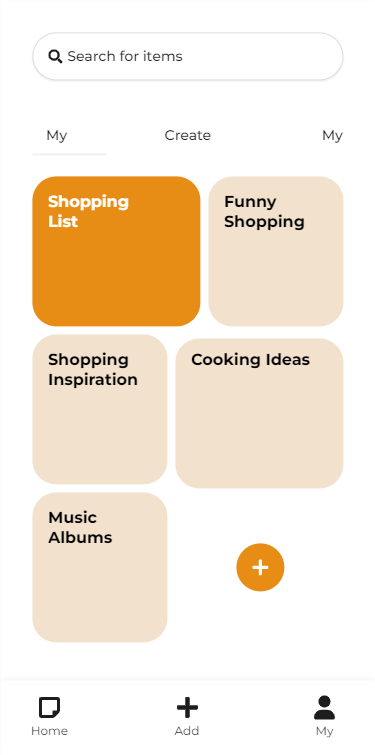 Search for items
My
Create
My
Shopping
List
Funny
Shopping
Shopping
Inspiration
Cooking Ideas
Music
Albums
Home
Add
My